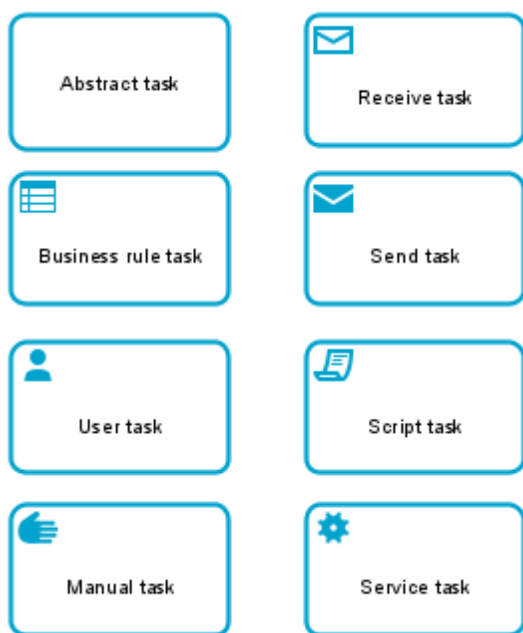 Abstract task
Receive task
Business rule task
Send task
User task
Script task
Manual task
Service task